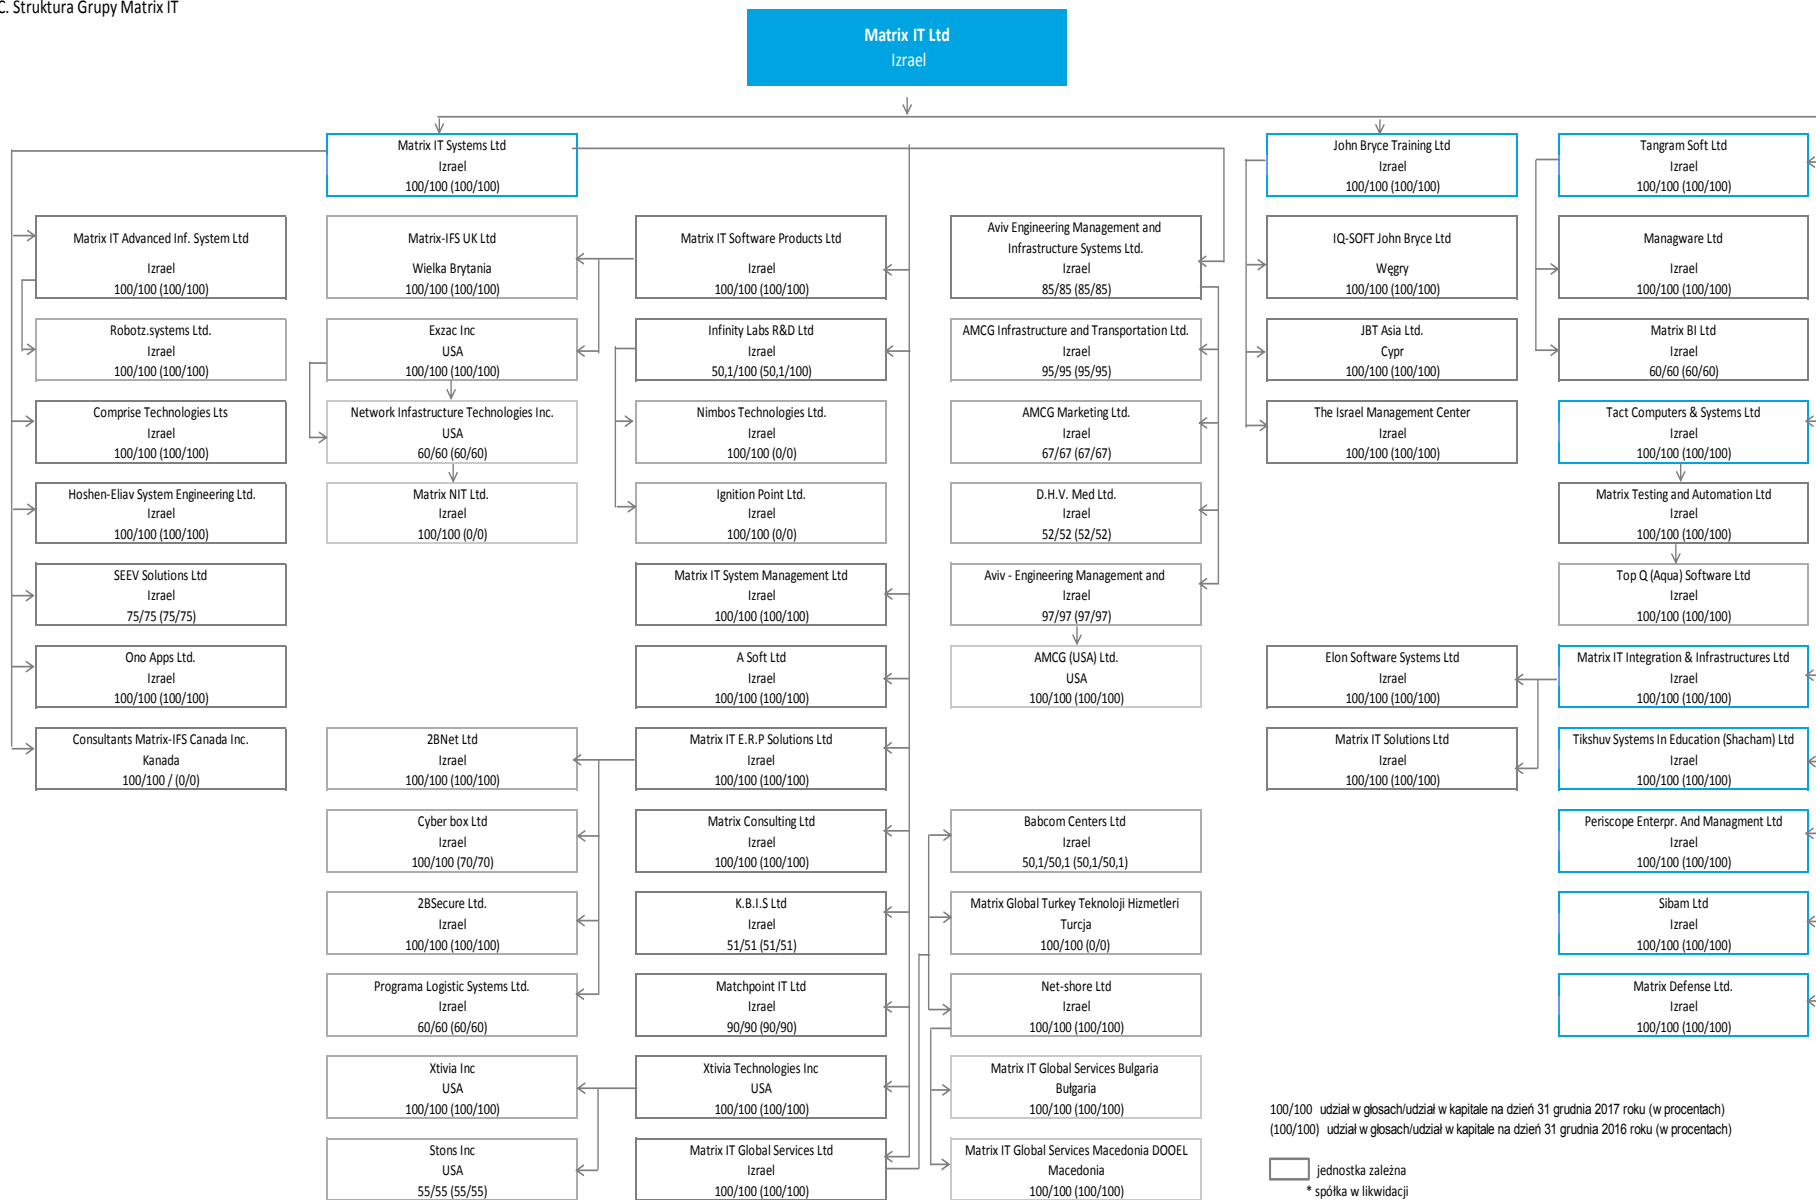 C. Struktura Grupy Matrix IT
Matrix IT Ltd
Izrael
Matrix IT Systems Ltd
Izrael
100/100 (100/100)
John Bryce Training Ltd
Izrael
100/100 (100/100)
Tangram Soft Ltd
Izrael
100/100 (100/100)
Matrix IT Advanced Inf. System Ltd
Izrael
100/100 (100/100)
Matrix-IFS UK Ltd
Wielka Brytania
100/100 (100/100)
Matrix IT Software Products Ltd
Izrael
100/100 (100/100)
Aviv Engineering Management and
Infrastructure Systems Ltd.
Izrael
85/85 (85/85)
IQ-SOFT John Bryce Ltd
Węgry
100/100 (100/100)
Managware Ltd
Izrael
100/100 (100/100)
Robotz.systems Ltd.
Izrael
100/100 (100/100)
Exzac Inc
USA
100/100 (100/100)
Infinity Labs R&D Ltd
Izrael
50,1/100 (50,1/100)
AMCG Infrastructure and Transportation Ltd.
Izrael
95/95 (95/95)
JBT Asia Ltd.
Cypr
100/100 (100/100)
Matrix BI Ltd
Izrael
60/60 (60/60)
Comprise Technologies Lts
Izrael
100/100 (100/100)
Network Infastructure Technologies Inc.
USA
60/60 (60/60)
Nimbos Technologies Ltd.
Izrael
100/100 (0/0)
AMCG Marketing Ltd.
Izrael
67/67 (67/67)
The Israel Management Center
Izrael
100/100 (100/100)
Tact Computers & Systems Ltd
Izrael
100/100 (100/100)
Hoshen-Eliav System Engineering Ltd.
Izrael
100/100 (100/100)
Matrix NIT Ltd.
Izrael
100/100 (0/0)
Ignition Point Ltd.
Izrael
100/100 (0/0)
D.H.V. Med Ltd.
Izrael
52/52 (52/52)
Matrix Testing and Automation Ltd
Izrael
100/100 (100/100)
SEEV Solutions Ltd
Izrael
75/75 (75/75)
Matrix IT System Management Ltd
Izrael
100/100 (100/100)
Aviv - Engineering Management and
Izrael
97/97 (97/97)
Top Q (Aqua) Software Ltd
Izrael
100/100 (100/100)
Ono Apps Ltd.
Izrael
100/100 (100/100)
A Soft Ltd
Izrael
100/100 (100/100)
AMCG (USA) Ltd.
USA
100/100 (100/100)
Elon Software Systems Ltd
Izrael
100/100 (100/100)
Matrix IT Integration & Infrastructures Ltd
Izrael
100/100 (100/100)
Consultants Matrix-IFS Canada Inc.
Kanada
100/100 / (0/0)
2BNet Ltd
Izrael
100/100 (100/100)
Matrix IT E.R.P Solutions Ltd
Izrael
100/100 (100/100)
Matrix IT Solutions Ltd
Izrael
100/100 (100/100)
Tikshuv Systems In Education (Shacham) Ltd
Izrael
100/100 (100/100)
Cyber box Ltd
Izrael
100/100 (70/70)
Matrix Consulting Ltd
Izrael
100/100 (100/100)
Babcom Centers Ltd
Izrael
50,1/50,1 (50,1/50,1)
Periscope Enterpr. And Managment Ltd
Izrael
100/100 (100/100)
2BSecure Ltd.
Izrael
100/100 (100/100)
K.B.I.S Ltd
Izrael
51/51 (51/51)
Matrix Global Turkey Teknoloji Hizmetleri
Turcja
100/100 (0/0)
Sibam Ltd
Izrael
100/100 (100/100)
Programa Logistic Systems Ltd.
Izrael
60/60 (60/60)
Matchpoint IT Ltd
Izrael
90/90 (90/90)
Net-shore Ltd
Izrael
100/100 (100/100)
Matrix Defense Ltd.
Izrael
100/100 (100/100)
Xtivia Inc
USA
100/100 (100/100)
Xtivia Technologies Inc
USA
100/100 (100/100)
Matrix IT Global Services Bulgaria
Bułgaria
100/100 (100/100)
Stons Inc
USA
55/55 (55/55)
Matrix IT Global Services Ltd
Izrael
100/100 (100/100)
Matrix IT Global Services Macedonia DOOEL
Macedonia
100/100 (100/100)
100/100 udział w głosach/udział w kapitale na dzień 31 grudnia 2017 roku (w procentach)
(100/100) udział w głosach/udział w kapitale na dzień 31 grudnia 2016 roku (w procentach)
jednostka zależna
* spółka w likwidacji